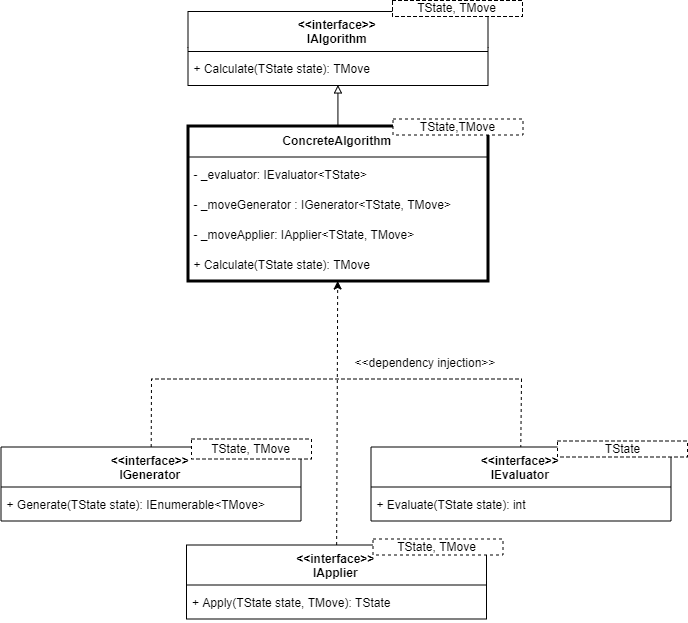 TState, TMove
<<interface>>
IAlgorithm
+ Calculate(TState state): TMove
TState,TMove
ConcreteAlgorithm
- _evaluator: IEvaluator<TState>
- _moveGenerator : IGenerator<TState, TMove>
- _moveApplier: IApplier<TState, TMove>
+ Calculate(TState state): TMove
<<dependency injection>>
TState, TMove
<<interface>>
IGenerator
+ Generate(TState state): IEnumerable<TMove>
TState
<<interface>>
IEvaluator
+ Evaluate(TState state): int
TState, TMove
<<interface>>
IApplier
+ Apply(TState state, TMove): TState